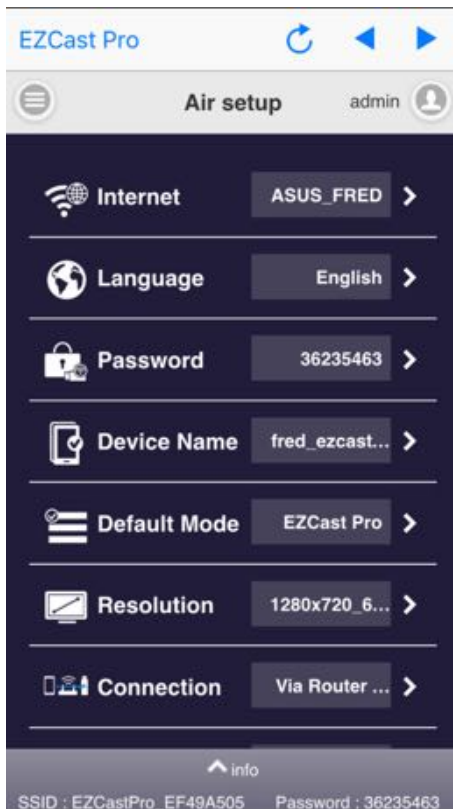 EZCast Pro
Air setup admin
Internet ASUS_FRED
Language English
Password 36235463
Device Name fred_ezcast...
Default Mode EZCast Pro
Resolution 1280x720_6...
Connection Via Router ...
info
SSID : EZCastPro_EF49A505 Password : 36235463